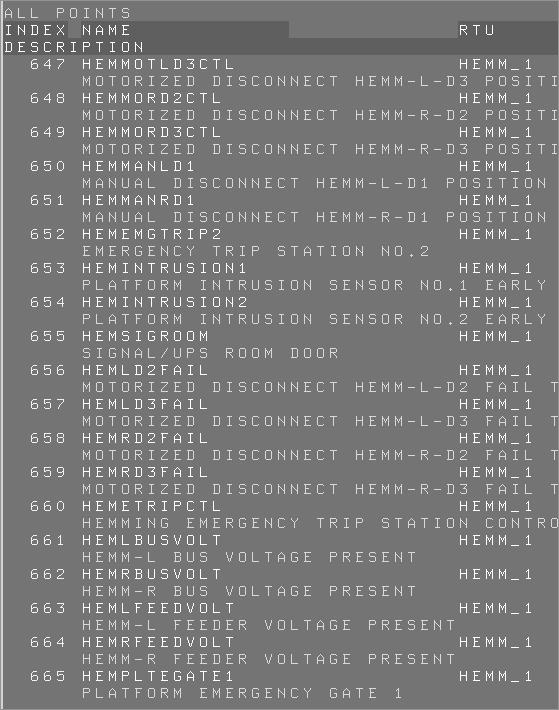 ALL POINTS
INDEX NAME RTU
DESCRIPTION
647 HEMMOTLD3CTL HEMM_1
MOTORIZED DISCONNECT HEMM-L-D3 POSITI
648 HEMMORD2CTL HEMM_1
MOTORIZED DISCONNECT HEMM-R-D2 POSITI
649 HEMMORD3CTL HEMM_1
MOTORIZED DISCONNECT HEMM-R-D3 POSITI
650 HEMMANLD1 HEMM_1
MANUAL DISCONNECT HEMM-L-D1 POSITION
651 HEMMANRD1 HEMM_1
MANUAL DISCONNECT HEMM-R-D1 POSITION
652 HEMEMGTRIP2 HEMM_1
EMERGENCY TRIP STATION NO.2
653 HEMINTRUSION1 HEMM_1
PLATFORM INTRUSION SENSOR NO.1 EARLY
654 HEMINTRUSION2 HEMM_1
PLATFORM INTRUSION SENSOR NO.2 EARLY
655 HEMSIGROOM HEMM_1
SIGNAL/UPS ROOM DOOR
656 HEMLD2FAIL HEMM_1
MOTORIZED DISCONNECT HEMM-L-D2 FAIL T
657 HEMLD3FAIL HEMM_1
MOTORIZED DISCONNECT HEMM-L-D3 FAIL T
658 HEMRD2FAIL HEMM_1
MOTORIZED DISCONNECT HEMM-R-D2 FAIL T
659 HEMRD3FAIL HEMM_1
MOTORIZED DISCONNECT HEMM-R-D3 FAIL T
660 HEMETRIPCTL HEMM_1
HEMMING EMERGENCY TRIP STATION CONTRO
661 HEMLBUSVOLT HEMM_1
HEMM-L BUS VOLTAGE PRESENT
662 HEMRBUSVOLT HEMM_1
HEMM-R BUS VOLTAGE PRESENT
663 HEMLFEEDVOLT HEMM_1
HEMM-L FEEDER VOLTAGE PRESENT
664 HEMRFEEDVOLT HEMM_1
HEMM-R FEEDER VOLTAGE PRESENT
665 HEMPLTEGATE1 HEMM_1
PLATFORM EMERGENCY GATE 1